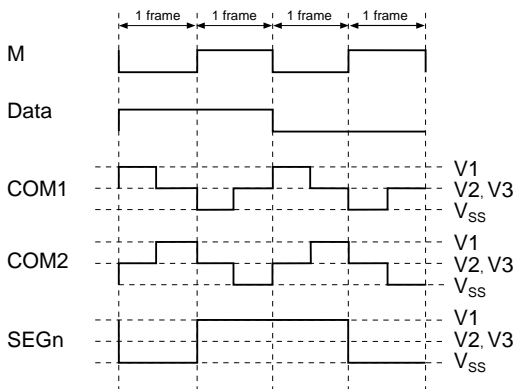 1 frame 1 frame 1 frame 1 frame
M
Data
COM1
V1
V2, V3
VSS
COM2
V1
V2, V3
VSS
SEGn
V1
V2, V3
VSS